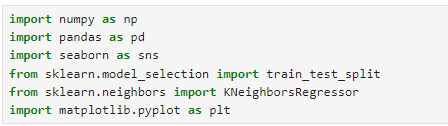 import numpy as np
import pandas as pd
import seaborn as sns
from sklearn.model_selection import train_test_split
from sklearn.neighbors import KNeighborsRegressor
import matplotlib.pyplot as plt